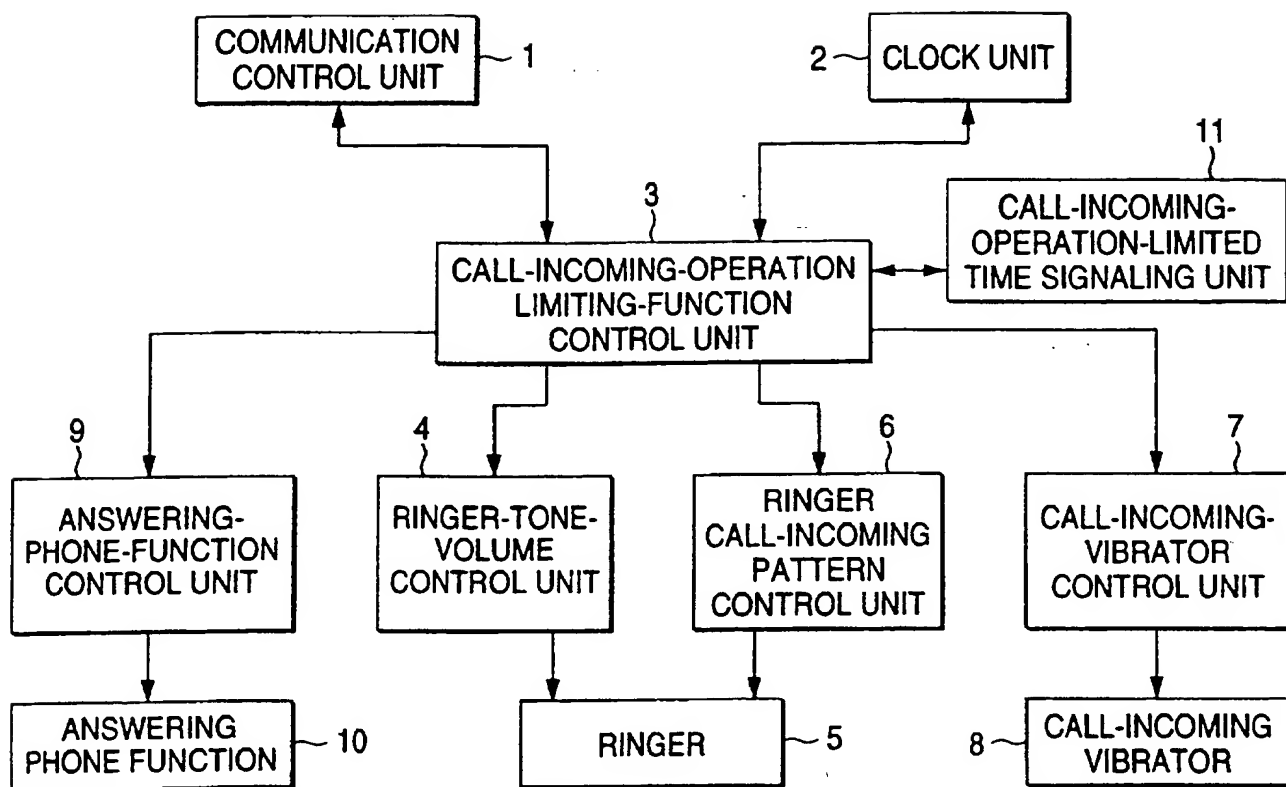 COMMUNICATION
CONTROL UNIT
1
2
CLOCK UNIT
11
CALL-INCOMING-
OPERATION-LIMITED
TIME SIGNALING UNIT
3
CALL-INCOMING-OPERATION
LIMITING-FUNCTION
CONTROL UNIT
9
ANSWERING-
PHONE-FUNCTION
CONTROL UNIT
4
RINGER-TONE-
VOLUME
CONTROL UNIT
6
RINGER
CALL-INCOMING
PATTERN
CONTROL UNIT
7
CALL-INCOMING-
VIBRATOR
CONTROL UNIT
ANSWERING
PHONE FUNCTION
10
RINGER
5
8
CALL-INCOMING
VIBRATOR